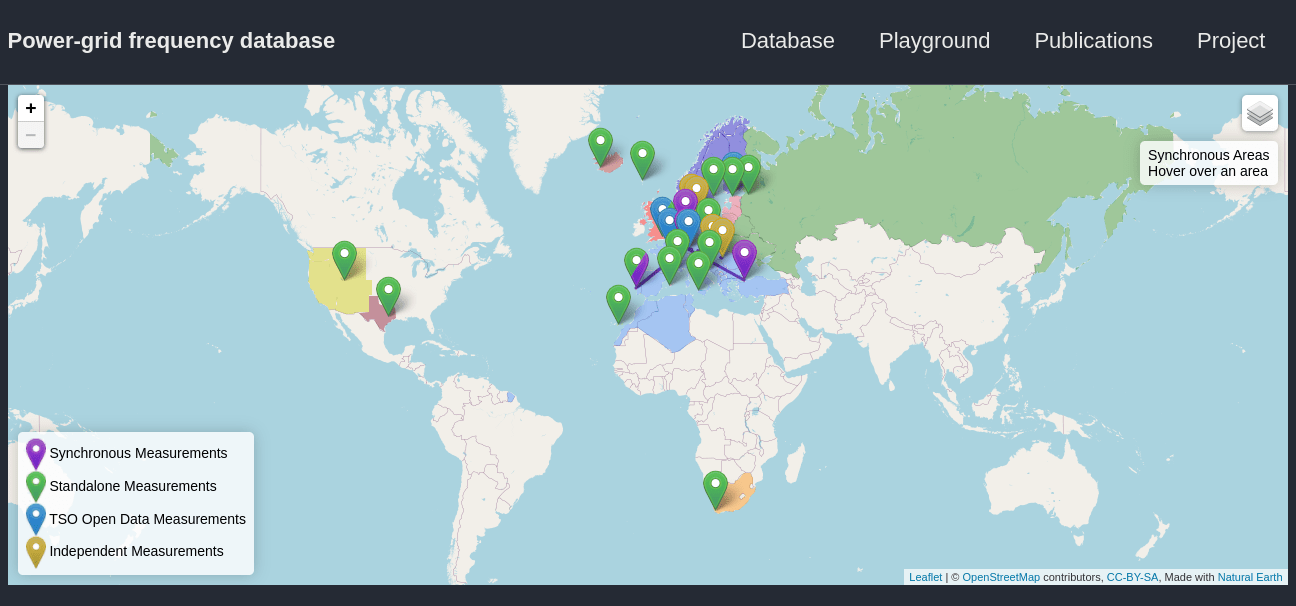 Power-grid frequency database
Database
Playground
Publications
Project
+
−
Synchronous Areas
Hover over an area
Synchronous Measurements
Standalone Measurements
TSO Open Data Measurements
Independent Measurements
Leaflet | © OpenStreetMap contributors, CC-BY-SA, Made with Natural Earth